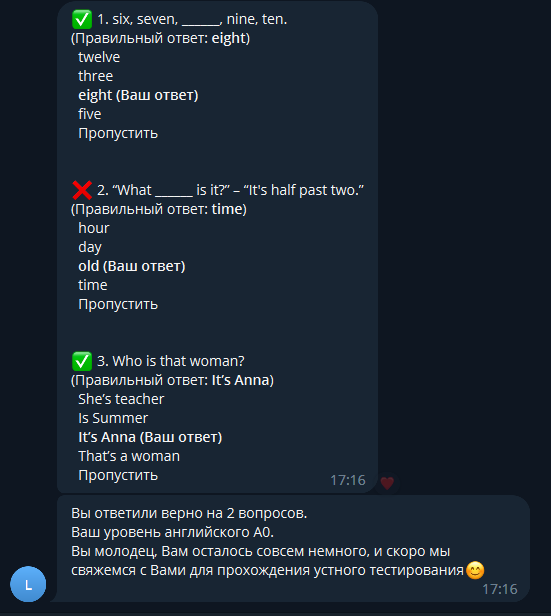 ✅ 1. six, seven, ______, nine, ten.
(Правильный ответ: eight)
twelve
three
eight (Ваш ответ)
five
Пропустить
❌ 2. “What ______ is it?” – “It's half past two.”
(Правильный ответ: time)
hour
day
old (Ваш ответ)
time
Пропустить
✅ 3. Who is that woman?
(Правильный ответ: It’s Anna)
She’s teacher
Is Summer
It’s Anna (Ваш ответ)
That’s a woman
Пропустить
17:16
Вы ответили верно на 2 вопросов.
Ваш уровень английского A0.
Вы молодец, Вам осталось совсем немного, и скоро мы
свяжемся с Вами для прохождения устного тестирования😊
17:16
L